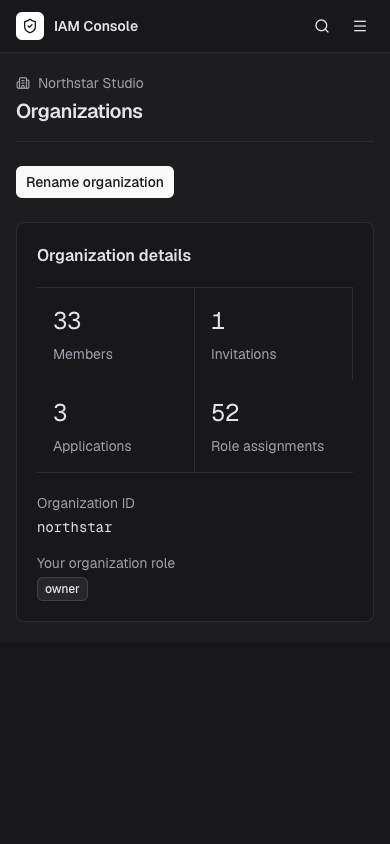 IAM Console
Northstar Studio
Organizations
Rename organization
Organization details
33
Members
1
Invitations
3
Applications
52
Role assignments
Organization ID
northstar
Your organization role
owner